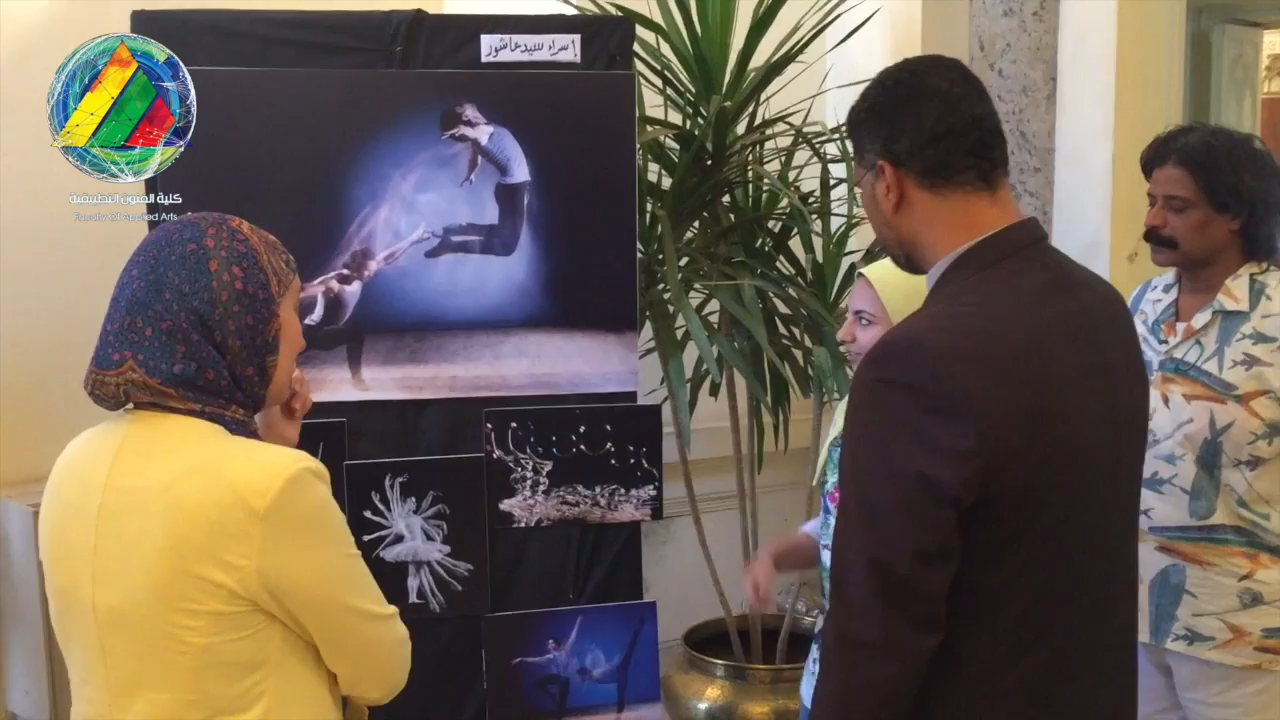 إسراء سيد عاشور
كلية الفنون التطبيقية
Faculty Of Applied Arts